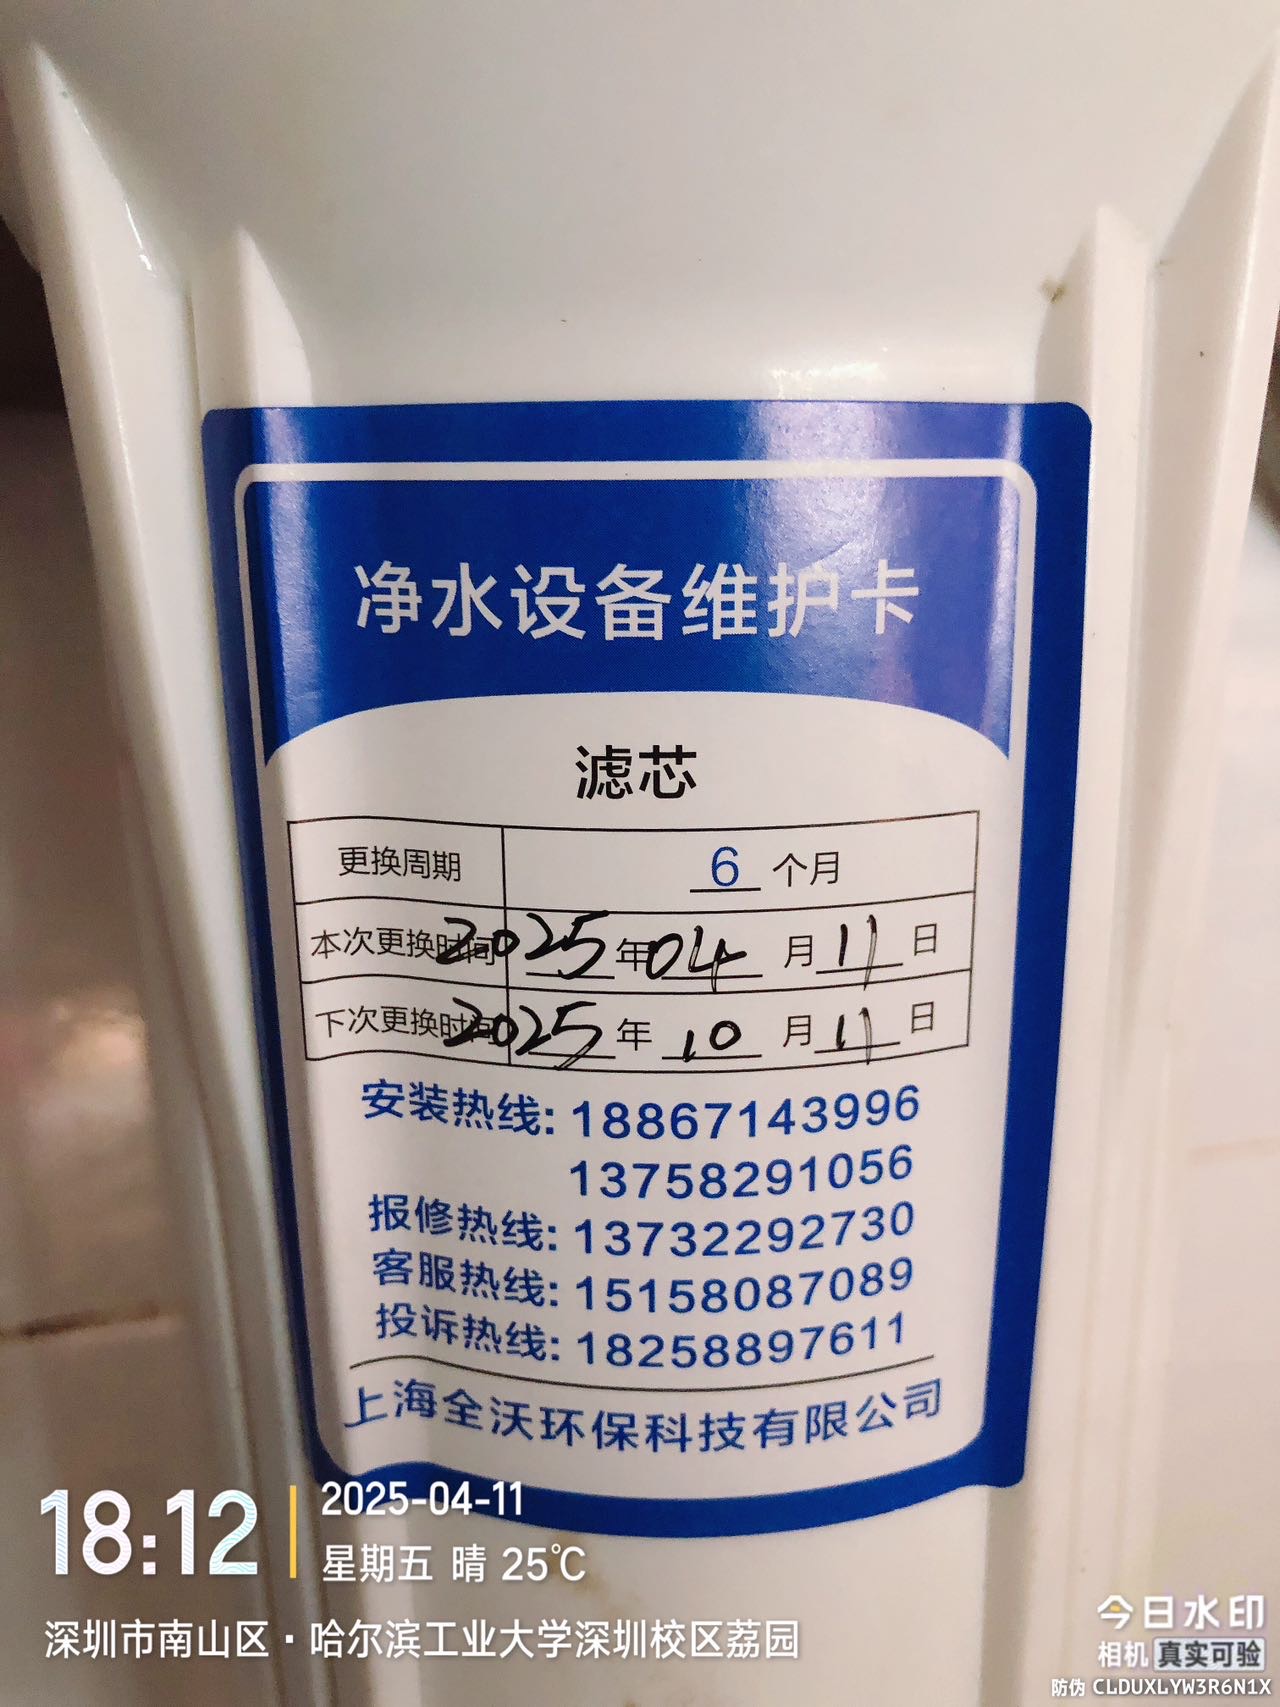 净水设备维护卡
滤芯
更换周期 6 个月
本次更换时间 2025 年 04 月 11 日
下次更换时间 2025 年 10 月 11 日
安装热线: 18867143996
13758291056
报修热线: 13732292730
客服热线: 15158087089
投诉热线: 18258897611
上海全沃环保科技有限公司
18:12
2025-04-11
星期五 晴 25℃
深圳市南山区·哈尔滨工业大学深圳校区荔园
今日水印
相机 真实可验
防伪 CLDUXLYW3R6N1X